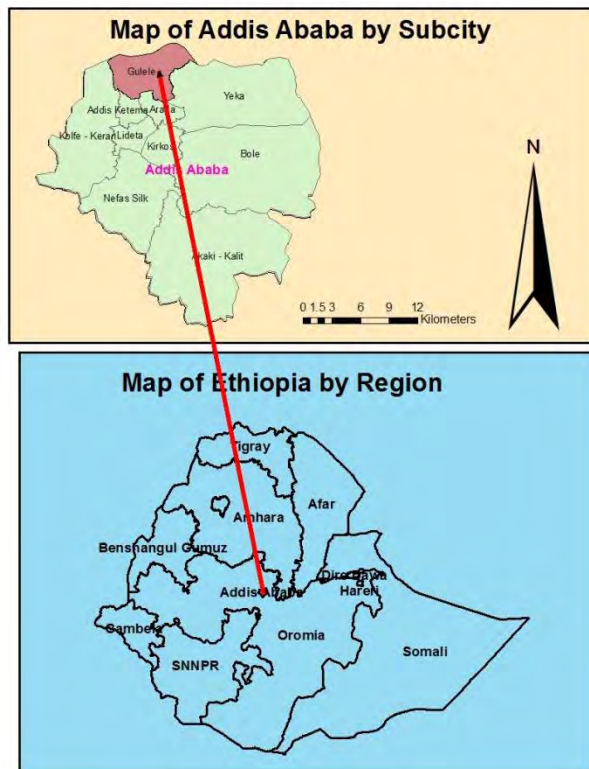 Map of Addis Ababa by Subcity
Gulele
Yeka
Addis Ketema Arada
Kolfe - Keran Lideta
Kirkos
Bole
Addis Ababa
Nefas Silk
Akaki - Kalit
N
0 1.5 3 6 9 12
Kilometers
Map of Ethiopia by Region
Tigray
Afar
Amhara
Benshangul Gumuz
Dire Dawa
Addis Ababa
Hareri
Gambela
Oromia
SNNPR
Somali